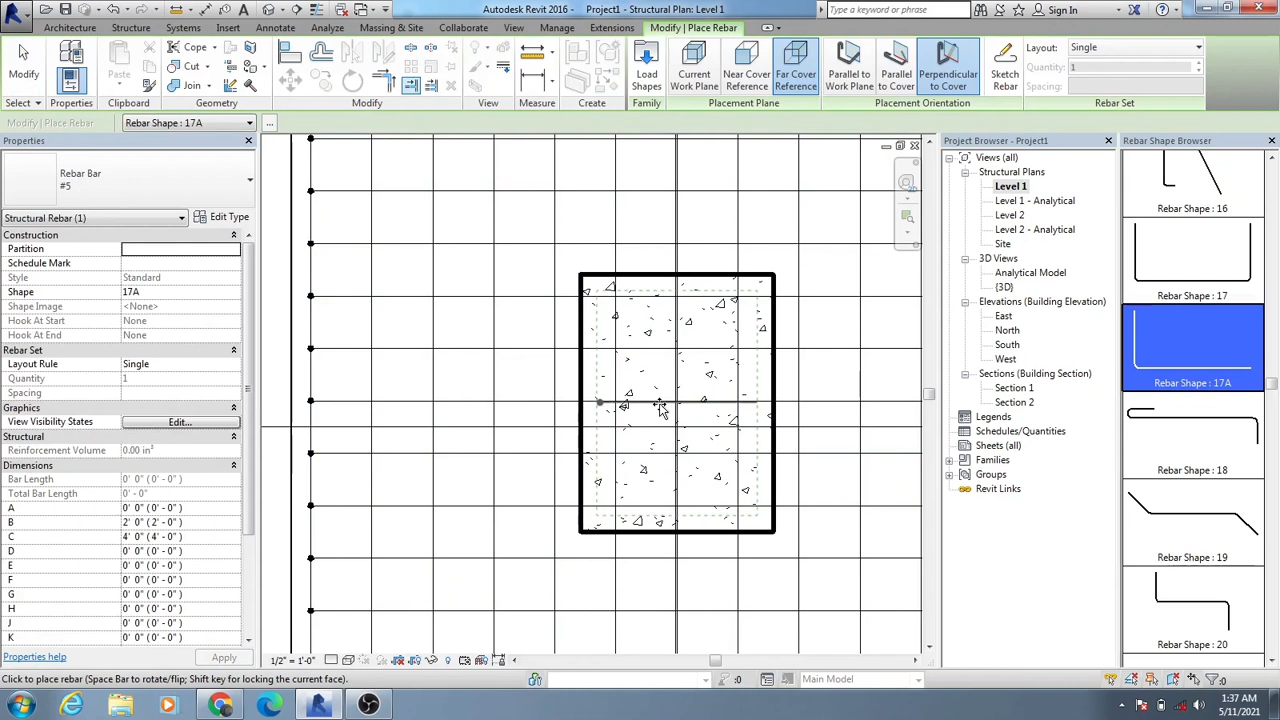 Autodesk Revit 2016 - Project1 - Structural Plan: Level 1
Type a keyword or phrase
Sign In
Architecture Structure Systems Insert Annotate Analyze Massing & Site Collaborate View Manage Extensions Modify | Place Rebar
Modify
Paste
Cope
Cut
Join
Load Shapes
Current Work Plane
Near Cover Reference
Far Cover Reference
Parallel to Work Plane
Parallel to Cover
Perpendicular to Cover
Sketch Rebar
Layout: Single
Quantity: 1
Spacing:
Select Properties Clipboard Geometry Modify View Measure Create Family Placement Plane Placement Orientation Rebar Set
Modify | Place Rebar
Rebar Shape : 17A
...
Properties
Rebar Bar
#5
Structural Rebar (1)
Edit Type
Construction
Partition
Schedule Mark
Style Standard
Shape 17A
Shape Image <None>
Hook At Start None
Hook At End None
Rebar Set
Layout Rule Single
Quantity 1
Spacing
Graphics
View Visibility States Edit...
Structural
Reinforcement Volume 0.00 in³
Dimensions
Bar Length 0' 0" (0' - 0" )
Total Bar Length 0' - 0"
A 0' 0" (0' - 0" )
B 2' 0" (2' - 0" )
C 4' 0" (4' - 0" )
D 0' 0" (0' - 0" )
E 0' 0" (0' - 0" )
F 0' 0" (0' - 0" )
G 0' 0" (0' - 0" )
H 0' 0" (0' - 0" )
J 0' 0" (0' - 0" )
K 0' 0" (0' - 0" )
Properties help
Apply
1/2" = 1'-0"
Project Browser - Project1
Views (all)
Structural Plans
Level 1
Level 1 - Analytical
Level 2
Level 2 - Analytical
Site
3D Views
Analytical Model
{3D}
Elevations (Building Elevation)
East
North
South
West
Sections (Building Section)
Section 1
Section 2
Legends
Schedules/Quantities
Sheets (all)
Families
Groups
Revit Links
Rebar Shape Browser
Rebar Shape : 16
Rebar Shape : 17
Rebar Shape : 17A
Rebar Shape : 18
Rebar Shape : 19
Rebar Shape : 20
Click to place rebar (Space Bar to rotate/flip; Shift key for locking the current face).
:0
Main Model
:0
1:37 AM
5/11/2021